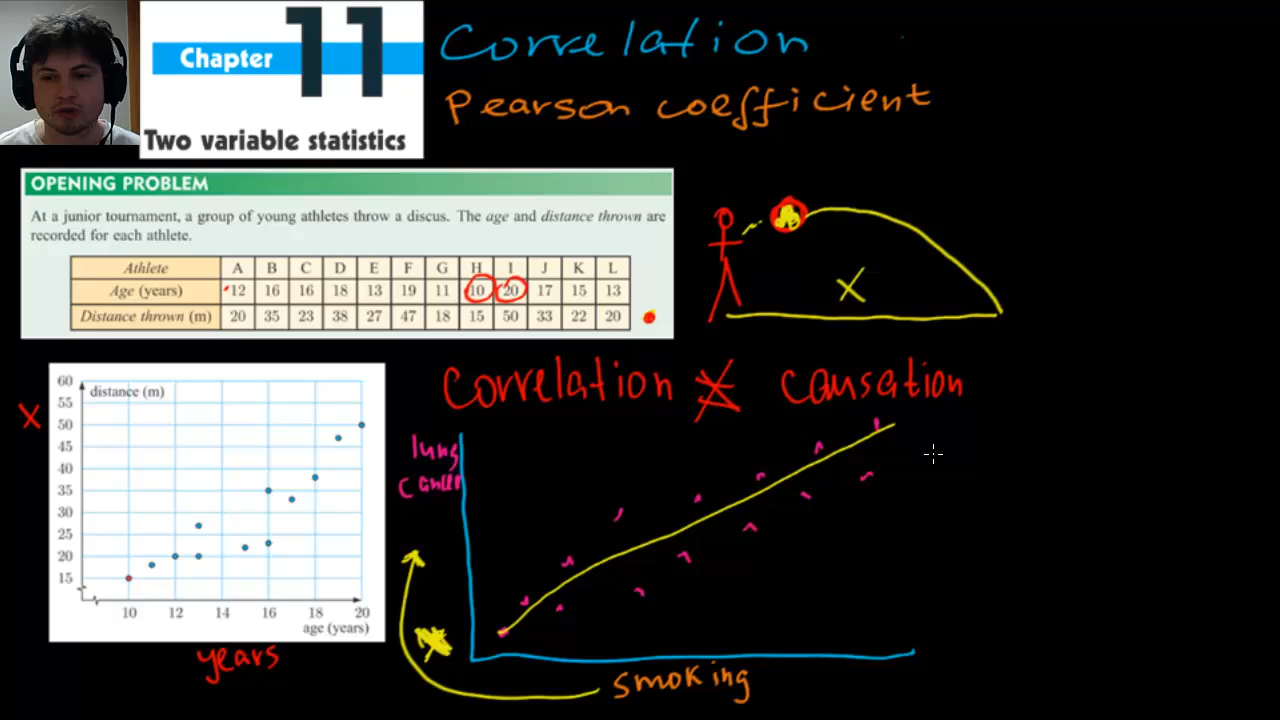 Chapter 11
Two variable statistics
Correlation
Pearson coefficient
OPENING PROBLEM
At a junior tournament, a group of young athletes throw a discus. The age and distance thrown are
recorded for each athlete.
Athlete A B C D E F G H I J K L
Age (years) 12 16 16 18 13 19 11 10 20 17 15 13
Distance thrown (m) 20 35 23 38 27 47 18 15 50 33 22 20
X
X
distance (m)
60
55
50
45
40
35
30
25
20
15
10 12 14 16 18 20
age (years)
years
Correlation ≠ causation
lung
cancer
smoking